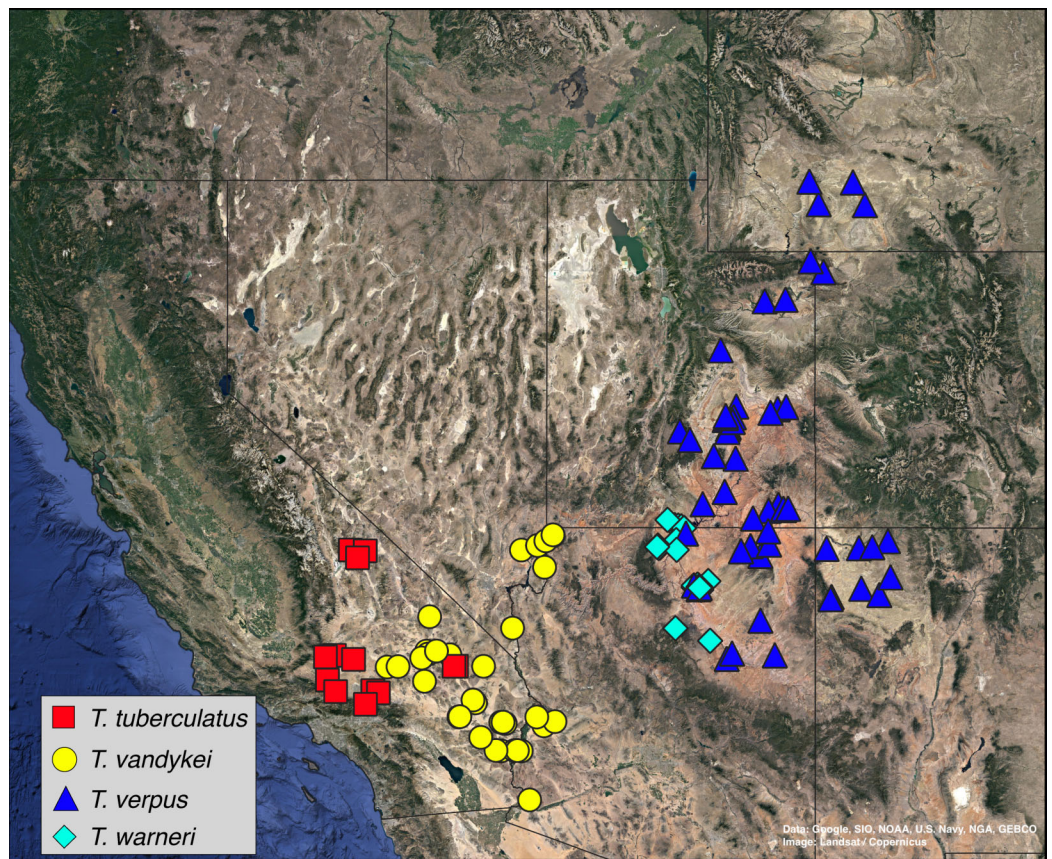 T. tuberculatus
T. vandykei
T. verpus
T. warneri
Data: Google, SIO, NOAA, U.S. Navy, NGA, GEBCO
Image: Landsat / Copernicus